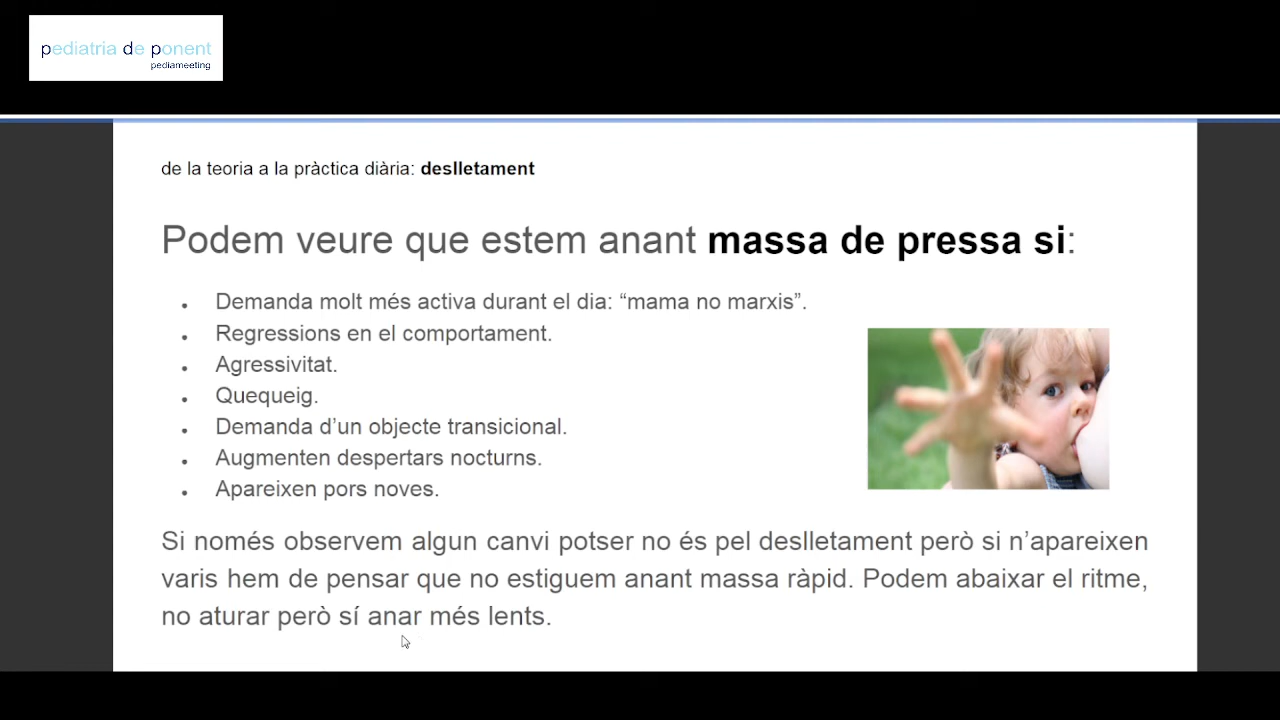 pediatria de ponent
pediameeting
de la teoria a la pràctica diària: deslletament
Podem veure que estem anant massa de pressa si:
• Demanda molt més activa durant el dia: “mama no marxis”.
• Regressions en el comportament.
• Agressivitat.
• Quequeig.
• Demanda d’un objecte transicional.
• Augmenten despertars nocturns.
• Apareixen pors noves.
Si només observem algun canvi potser no és pel deslletament però si n’apareixen
varis hem de pensar que no estiguem anant massa ràpid. Podem abaixar el ritme,
no aturar però sí anar més lents.